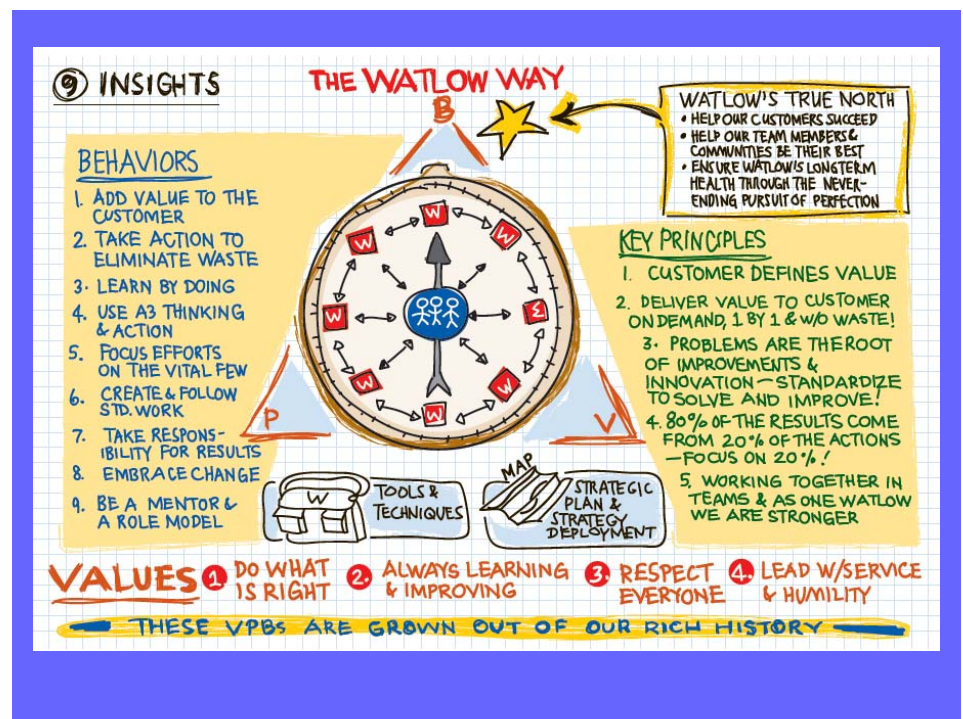 9 INSIGHTS
THE WATLOW WAY
B
WATLOW'S TRUE NORTH
• HELP OUR CUSTOMERS SUCCEED
• HELP OUR TEAM MEMBERS &
COMMUNITIES BE THEIR BEST
• ENSURE WATLOW'S LONGTERM
HEALTH THROUGH THE NEVER-
ENDING PURSUIT OF PERFECTION
BEHAVIORS
1. ADD VALUE TO THE
CUSTOMER
2. TAKE ACTION TO
ELIMINATE WASTE
3. LEARN BY DOING
4. USE A3 THINKING
& ACTION
5. FOCUS EFFORTS
ON THE VITAL FEW
6. CREATE & FOLLOW
STD. WORK
7. TAKE RESPONS-
IBILITY FOR RESULTS
8. EMBRACE CHANGE
9. BE A MENTOR &
A ROLE MODEL
W
W
W
W
W
W
W
W
P
V
KEY PRINCIPLES
1. CUSTOMER DEFINES VALUE
2. DELIVER VALUE TO CUSTOMER
ON DEMAND, 1 BY 1 & W/O WASTE!
3. PROBLEMS ARE THE ROOT
OF IMPROVEMENTS &
INNOVATION — STANDARDIZE
TO SOLVE AND IMPROVE!
4. 80% OF THE RESULTS COME
FROM 20% OF THE ACTIONS
— FOCUS ON 20%!
5, WORKING TOGETHER IN
TEAMS & AS ONE WATLOW
WE ARE STRONGER
W
TOOLS &
TECHNIQUES
MAP
STRATEGIC
PLAN &
STRATEGY
DEPLOYMENT
VALUES
1 DO WHAT
IS RIGHT
2. ALWAYS LEARNING
& IMPROVING
3. RESPECT
EVERYONE
4. LEAD W/SERVICE
& HUMILITY
THESE VPBs ARE GROWN OUT OF OUR RICH HISTORY